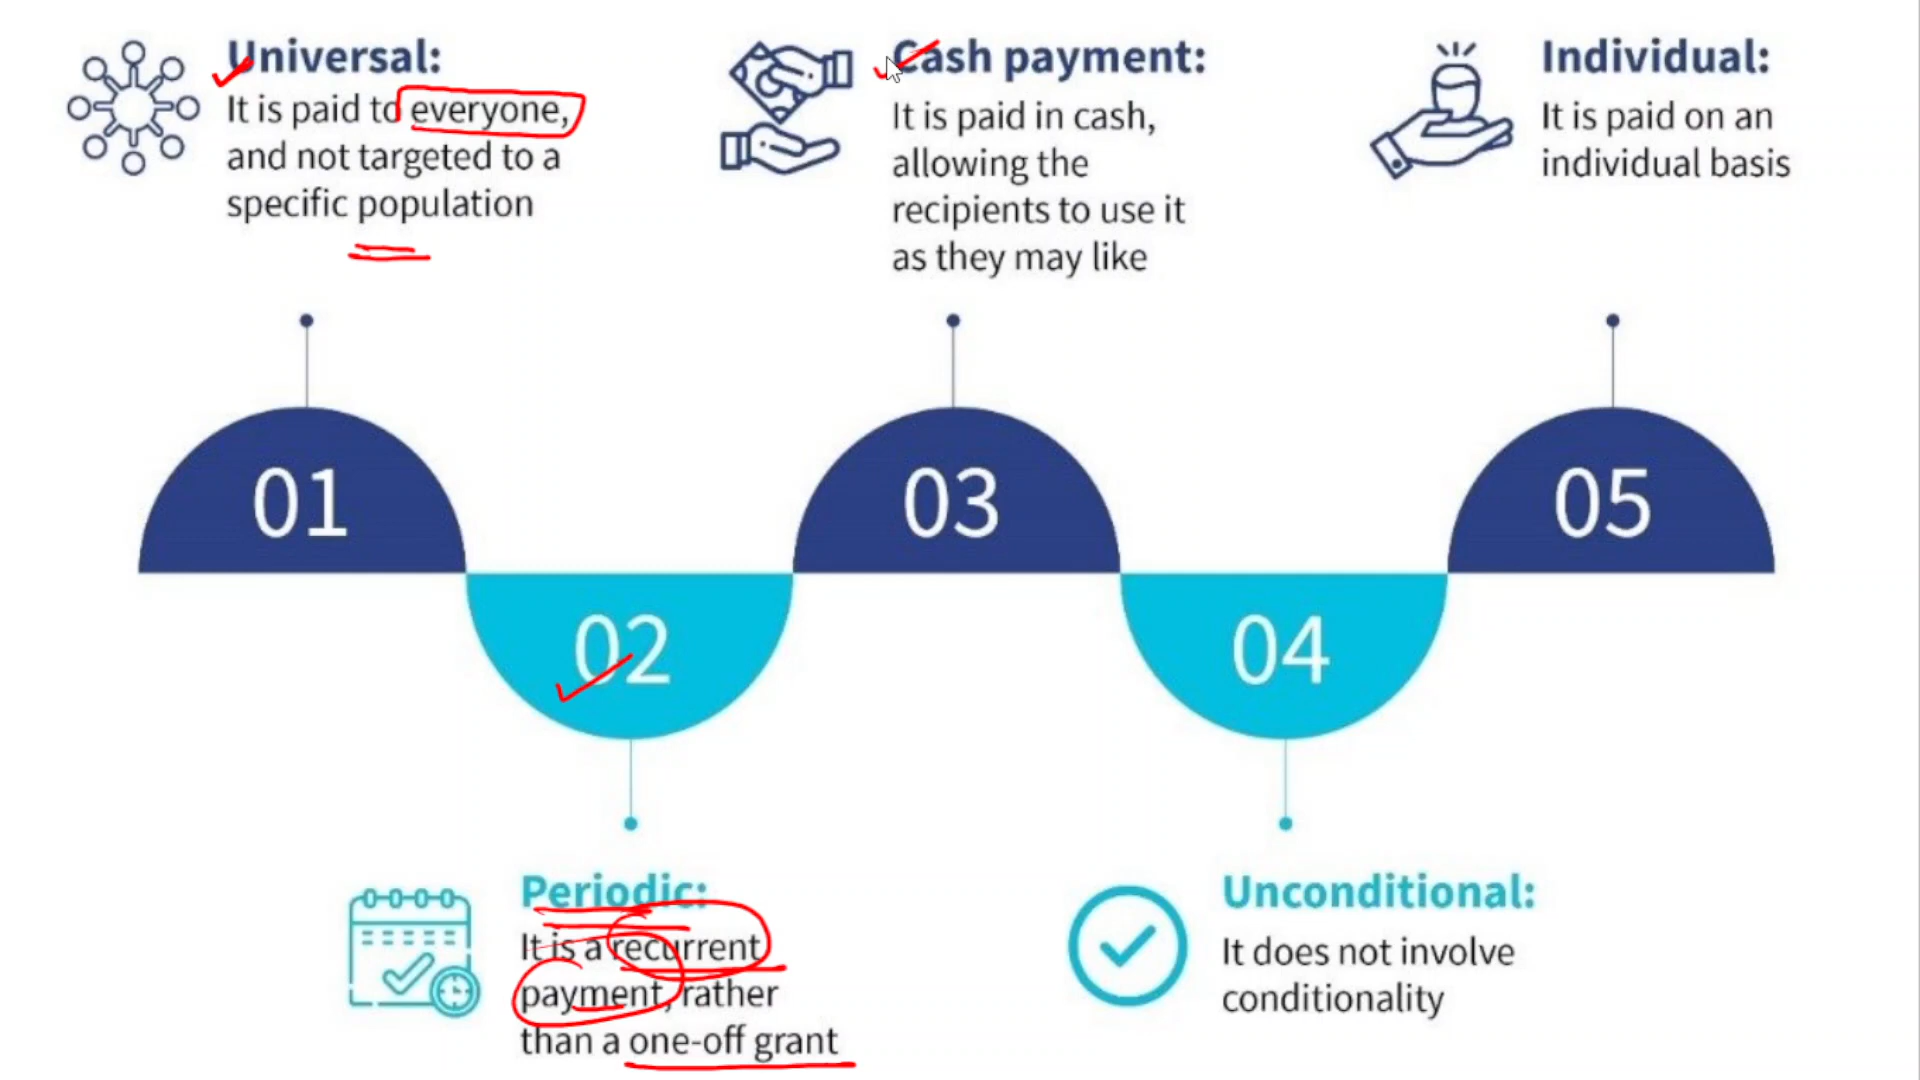 Universal:
It is paid to everyone,
and not targeted to a
specific population
Cash payment:
It is paid in cash,
allowing the
recipients to use it
as they may like
Individual:
It is paid on an
individual basis
01
02
03
04
05
Periodic:
It is a recurrent
payment, rather
than a one-off grant
Unconditional:
It does not involve
conditionality